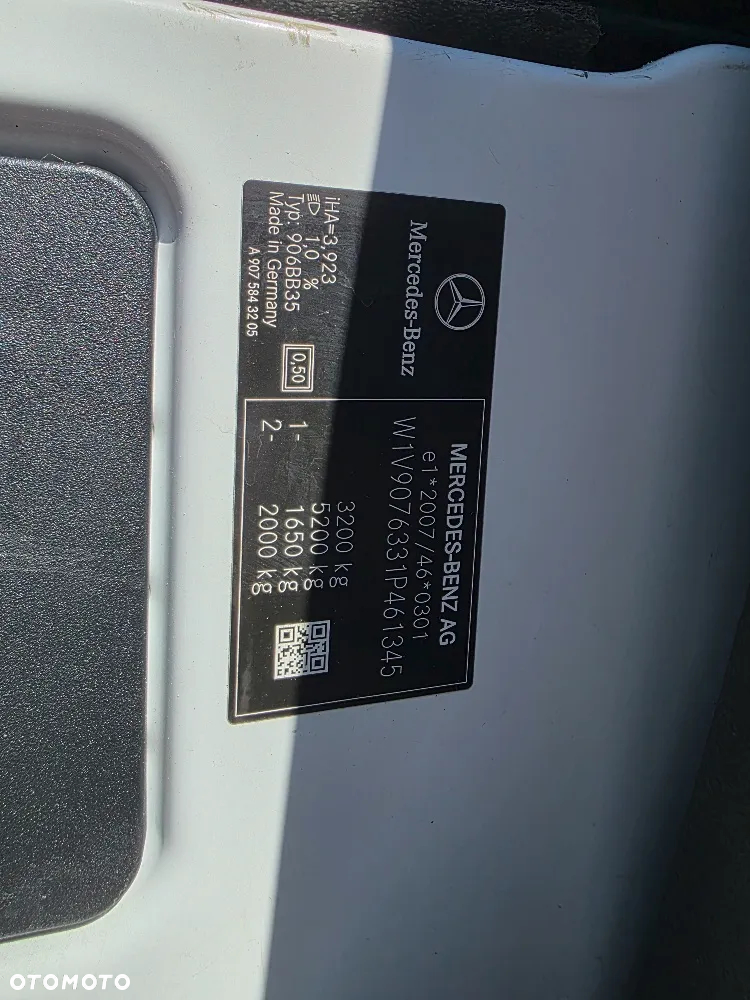 Mercedes-Benz
iHA=3,923
1,0 %
Typ: 906BB35
Made in Germany
A 907 584 32 05
0,50
MERCEDES-BENZ AG
e1*2007/46*0301
W1V9076331P461345
3200 kg
5200 kg
1- 1650 kg
2- 2000 kg
OTOMOTO